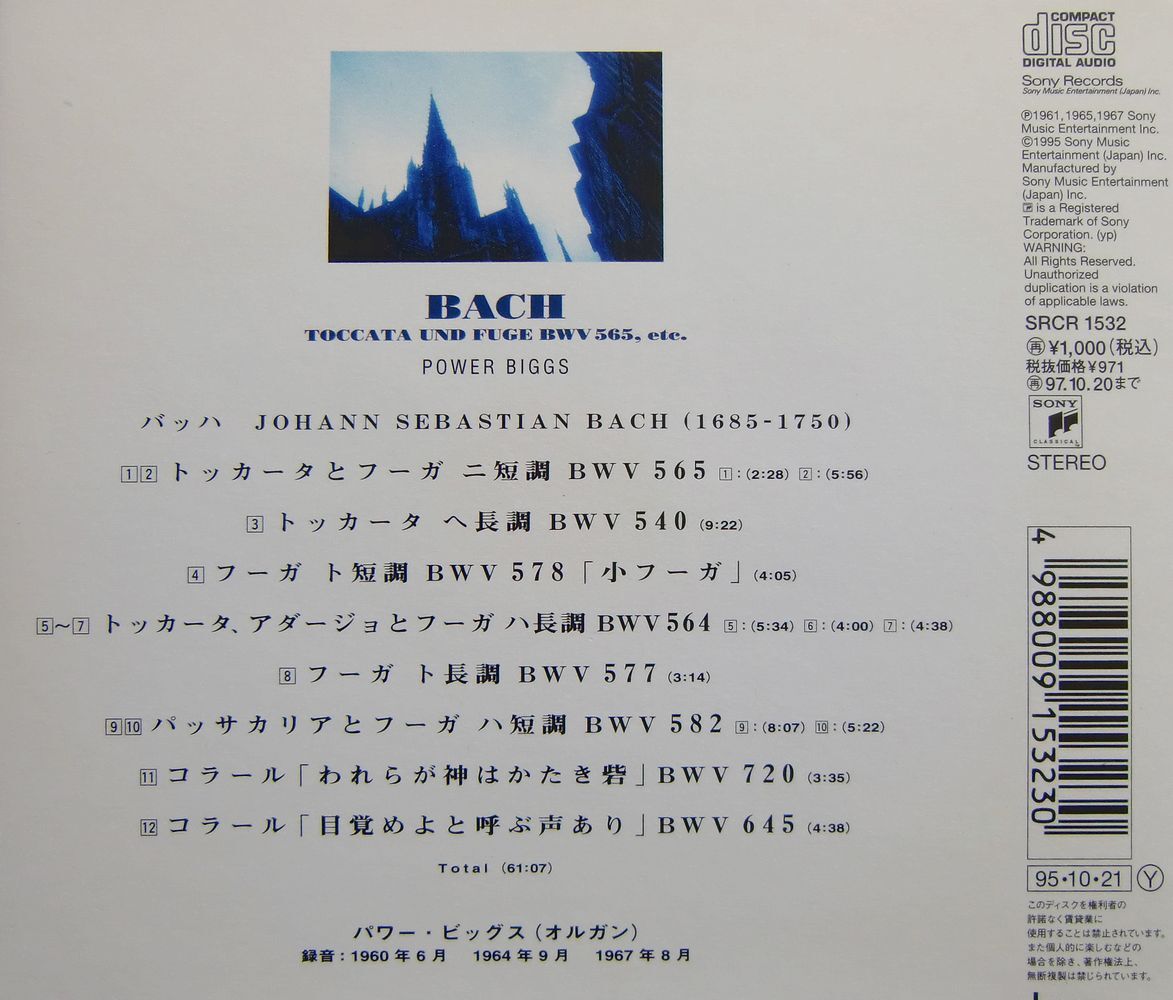 BACH
TOCCATA UND FUGE BWV 565, etc.
POWER BIGGS
バッハ JOHANN SEBASTIAN BACH (1685-1750)
1 2 トッカータとフーガ ニ短調 BWV 565 1:(2:28) 2:(5:56)
3 トッカータ ヘ長調 BWV 540 (9:22)
4 フーガ ト短調 BWV 578「小フーガ」(4:05)
5〜7 トッカータ、アダージョとフーガ ハ長調 BWV 564 5:(5:34) 6:(4:00) 7:(4:38)
8 フーガ ト長調 BWV 577 (3:14)
9 10 パッサカリアとフーガ ハ短調 BWV 582 9:(8:07) 10:(5:22)
11 コラール「われらが神はかたき砦」BWV 720 (3:35)
12 コラール「目覚めよと呼ぶ声あり」BWV 645 (4:38)
Total (61:07)
パワー・ビッグス(オルガン)
録音:1960年6月 1964年9月 1967年8月
COMPACT
disc
DIGITAL AUDIO
Sony Records
Sony Music Entertainment (Japan) Inc.
℗1961, 1965, 1967 Sony
Music Entertainment Inc.
©1995 Sony Music
Entertainment (Japan) Inc.
Manufactured by
Sony Music Entertainment
(Japan) Inc.
is a Registered
Trademark of Sony
Corporation. (yp)
WARNING:
All Rights Reserved.
Unauthorized
duplication is a violation
of applicable laws.
SRCR 1532
再 ¥1,000(税込)
税抜価格¥971
再 97.10.20まで
SONY
CLASSICAL
STEREO
4 988009 153230
95・10・21 Y
このディスクを権利者の
許諾なく賃貸業に
使用することは禁止されています。
また個人的に楽しむなどの
場合を除き、著作権法上、
無断複製は禁じられています。